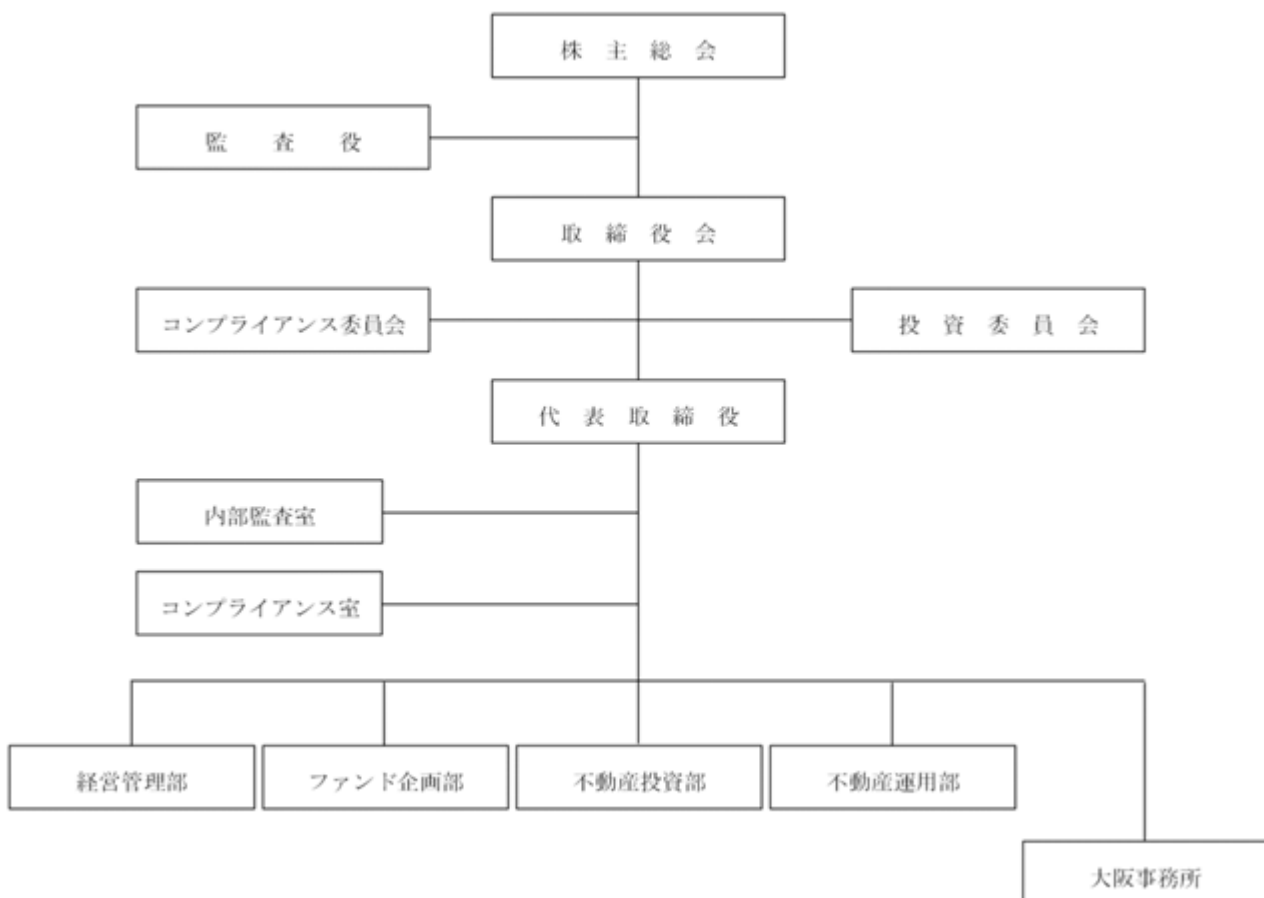 株主総会
監査役
取締役会
コンプライアンス委員会
投資委員会
代表取締役
内部監査室
コンプライアンス室
経営管理部
ファンド企画部
不動産投資部
不動産運用部
大阪事務所